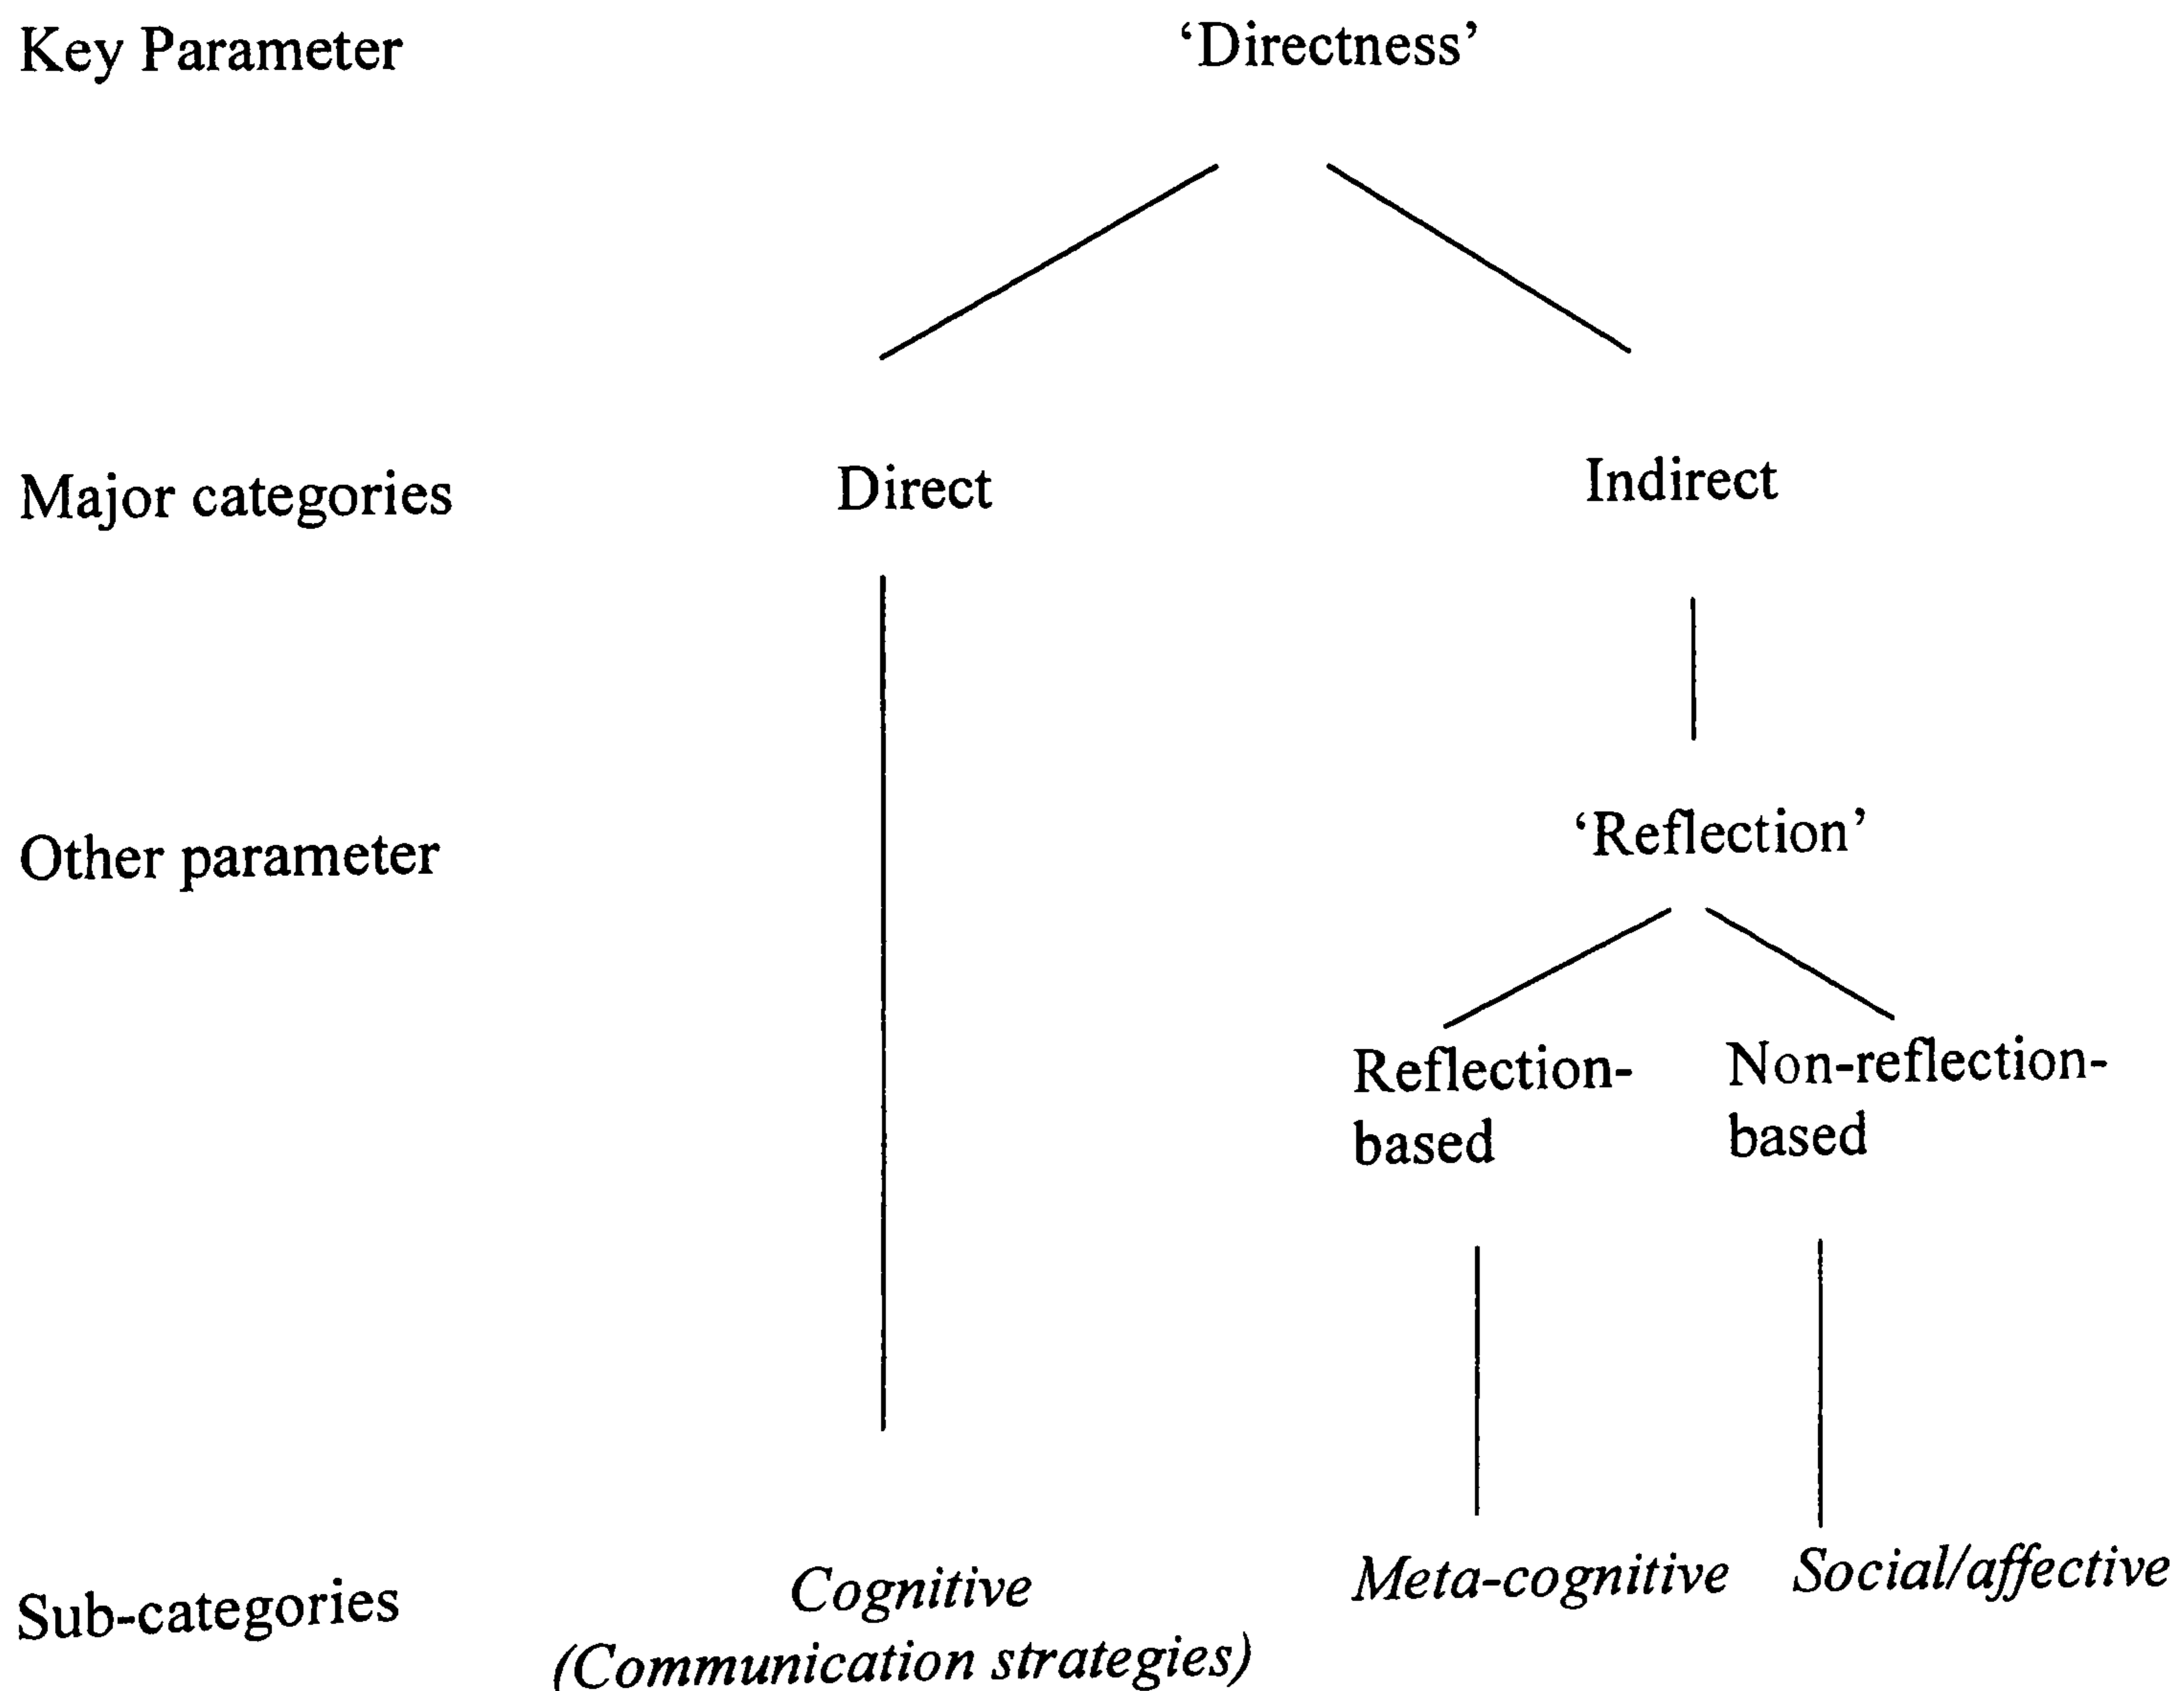 Key Parameter ‘Directness’
Major categories Direct Indirect
Other parameter ‘Reflection’
Reflection- Non-reflection-
based based
Sub-categories Cognitive Meta-cognitive Social/affective
(Communication strategies)